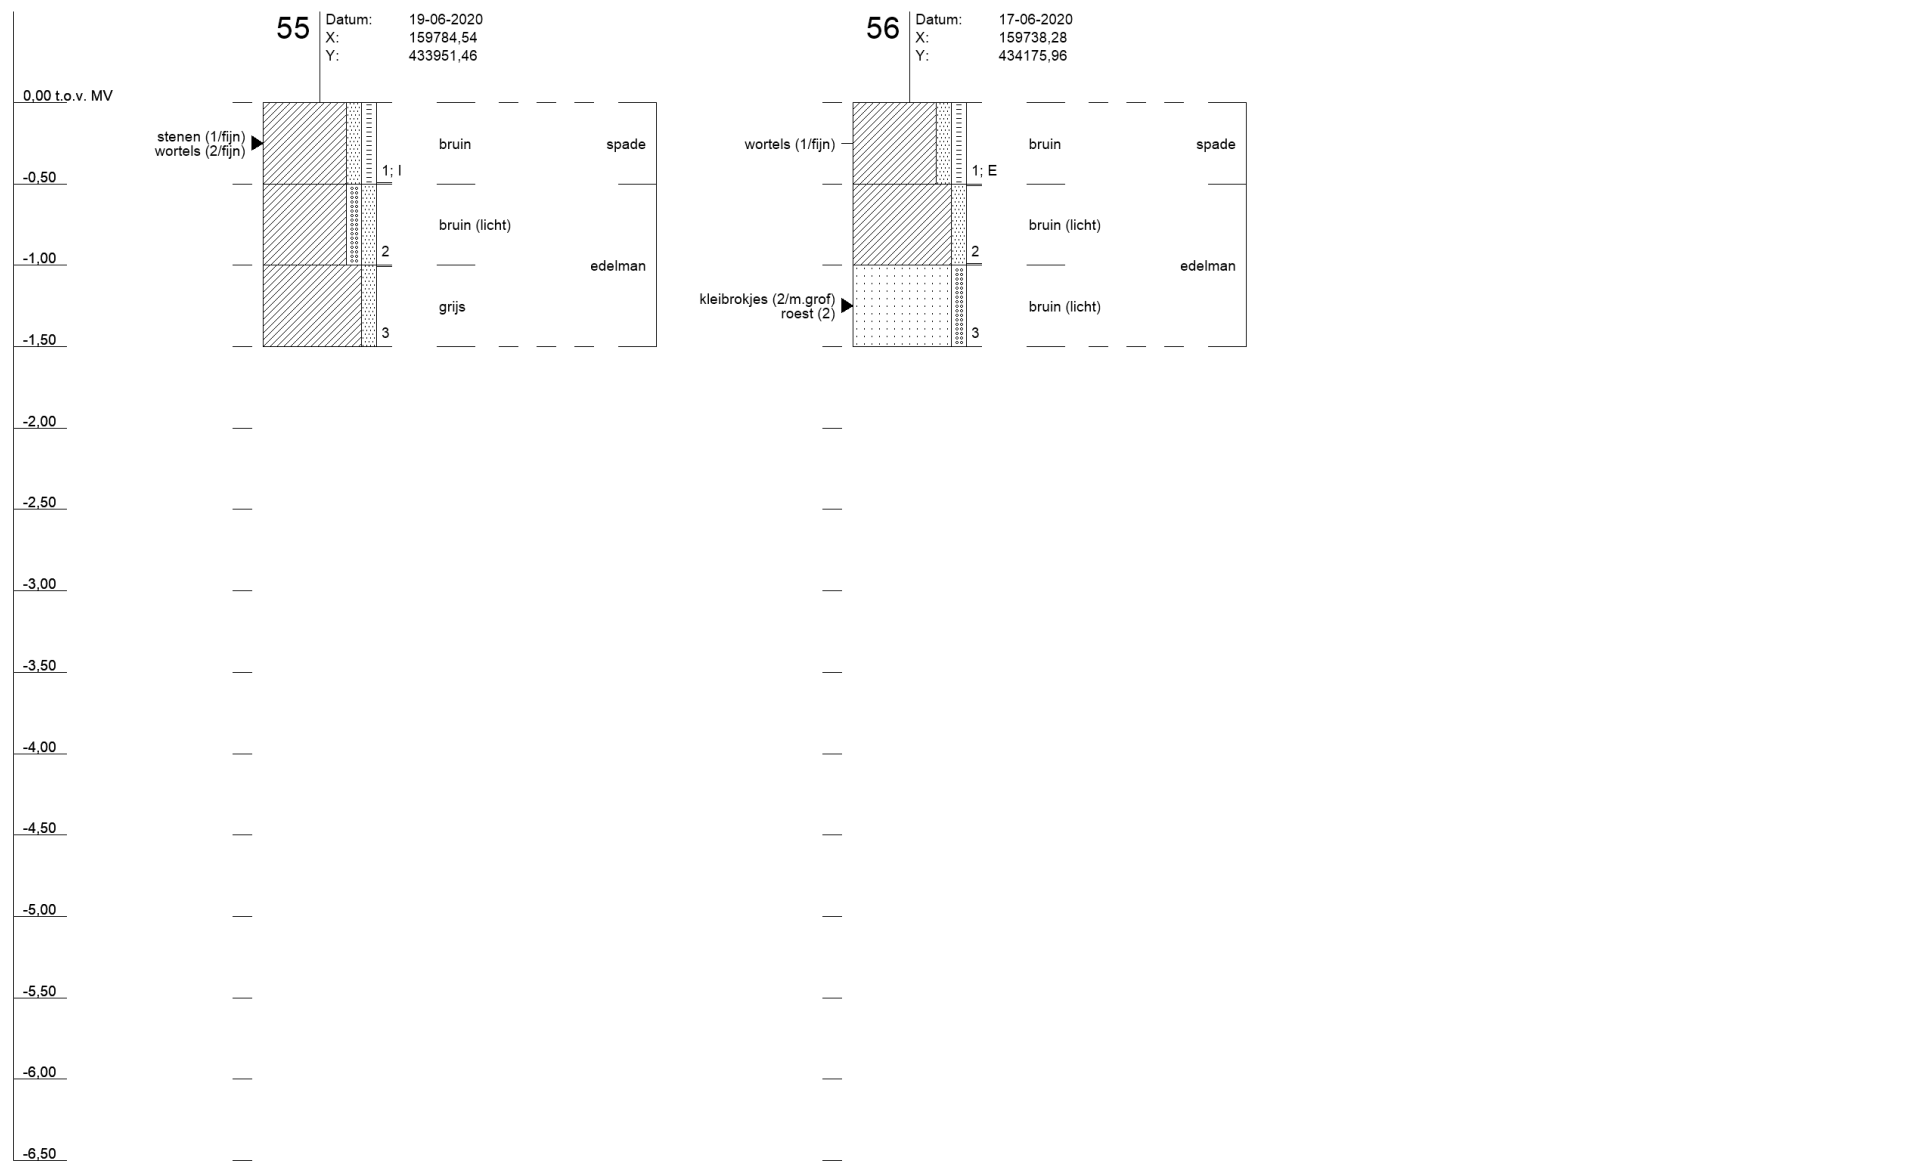 55
Datum: 19-06-2020
X: 159784,54
Y: 433951,46
56
Datum: 17-06-2020
X: 159738,28
Y: 434175,96
0,00 t.o.v. MV
-0,50
-1,00
-1,50
-2,00
-2,50
-3,00
-3,50
-4,00
-4,50
-5,00
-5,50
-6,00
-6,50
stenen (1/fijn)
wortels (2/fijn)
1; I
bruin
spade
2
bruin (licht)
edelman
3
grijs
wortels (1/fijn)
1; E
bruin
spade
2
bruin (licht)
edelman
kleibrokjes (2/m.grof)
roest (2)
3
bruin (licht)